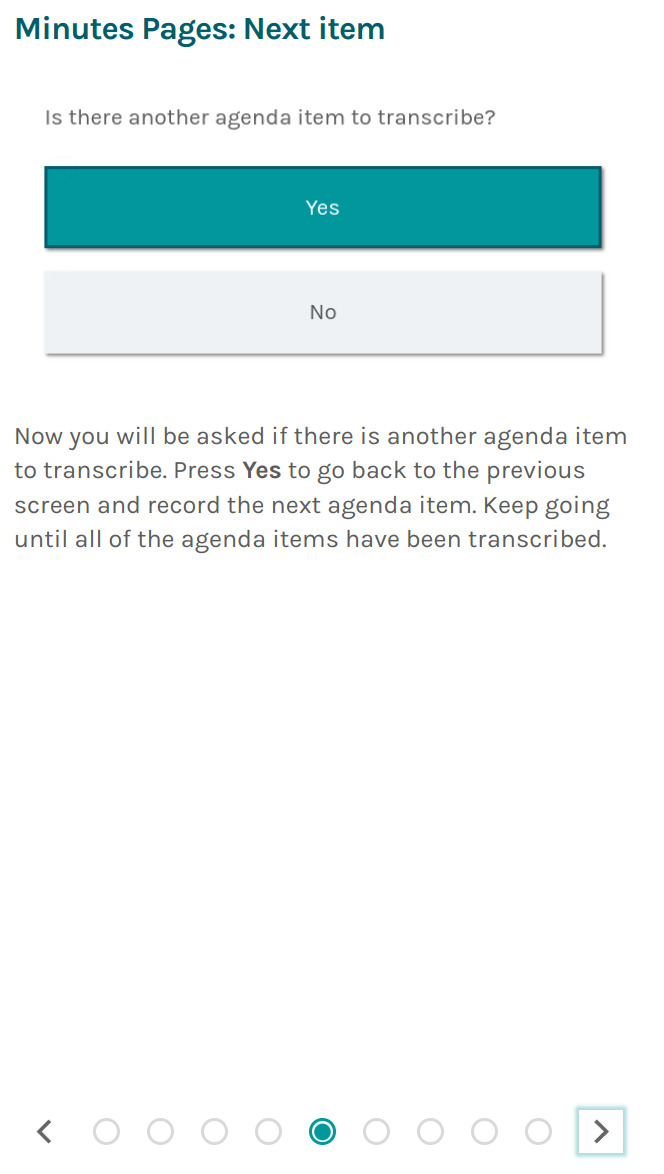 Minutes Pages: Next item
Is there another agenda item to transcribe?
Yes
No
Now you will be asked if there is another agenda item
to transcribe. Press Yes to go back to the previous
screen and record the next agenda item. Keep going
until all of the agenda items have been transcribed.